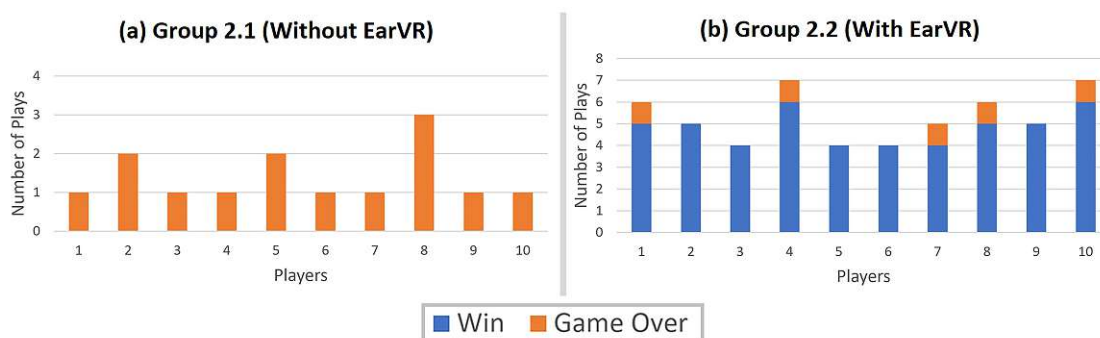 (a) Group 2.1 (Without EarVR)
Number of Plays
4
3
2
1
0
1 2 3 4 5 6 7 8 9 10
Players
(b) Group 2.2 (With EarVR)
Number of Plays
8
7
6
5
4
3
2
1
0
1 2 3 4 5 6 7 8 9 10
Players
Win Game Over